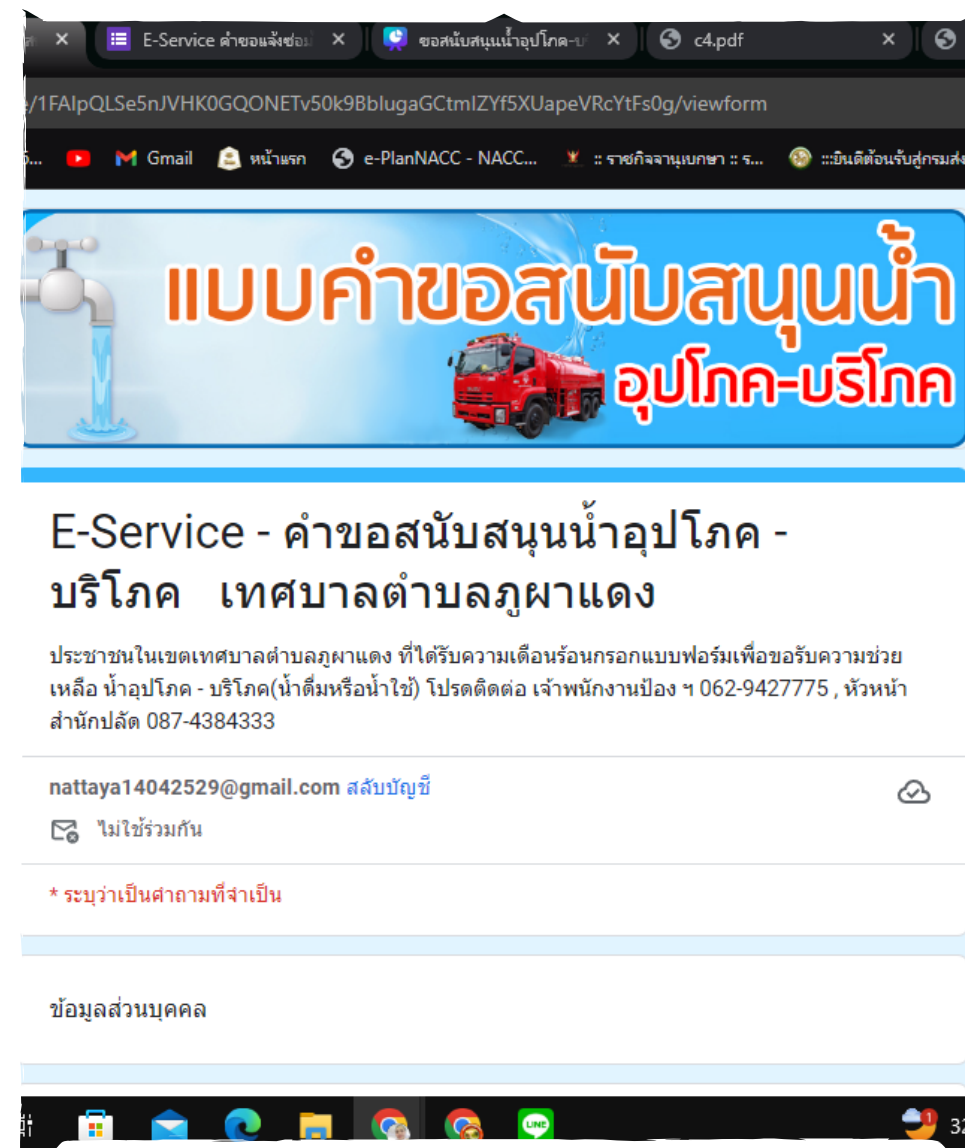 E-Service คำขอแจ้งซ่อม
ขอสนับสนุนน้ำอุปโภค-บ
c4.pdf
/1FAIpQLSe5nJVHK0GQONETv50k9BblugaGCtmIZYf5XUapeVRcYtFs0g/viewform
Gmail หน้าแรก e-PlanNACC - NACC... :: ราชกิจจานุเบกษา :: ร... :::ยินดีต้อนรับสู่กรมส่ง
แบบคำขอสนับสนุนน้ำ
อุปโภค-บริโภค
E-Service - คำขอสนับสนุนน้ำอุปโภค -
บริโภค เทศบาลตำบลภูผาแดง
ประชาชนในเขตเทศบาลตำบลภูผาแดง ที่ได้รับความเดือนร้อนกรอกแบบฟอร์มเพื่อขอรับความช่วย
เหลือ น้ำอุปโภค - บริโภค(น้ำดื่มหรือน้ำใช้) โปรดติดต่อ เจ้าพนักงานป้อง ฯ 062-9427775 , หัวหน้า
สำนักปลัด 087-4384333
nattaya14042529@gmail.com สลับบัญชี
ไม่ใช้ร่วมกัน
* ระบุว่าเป็นคำถามที่จำเป็น
ข้อมูลส่วนบุคคล
LINE
1
32